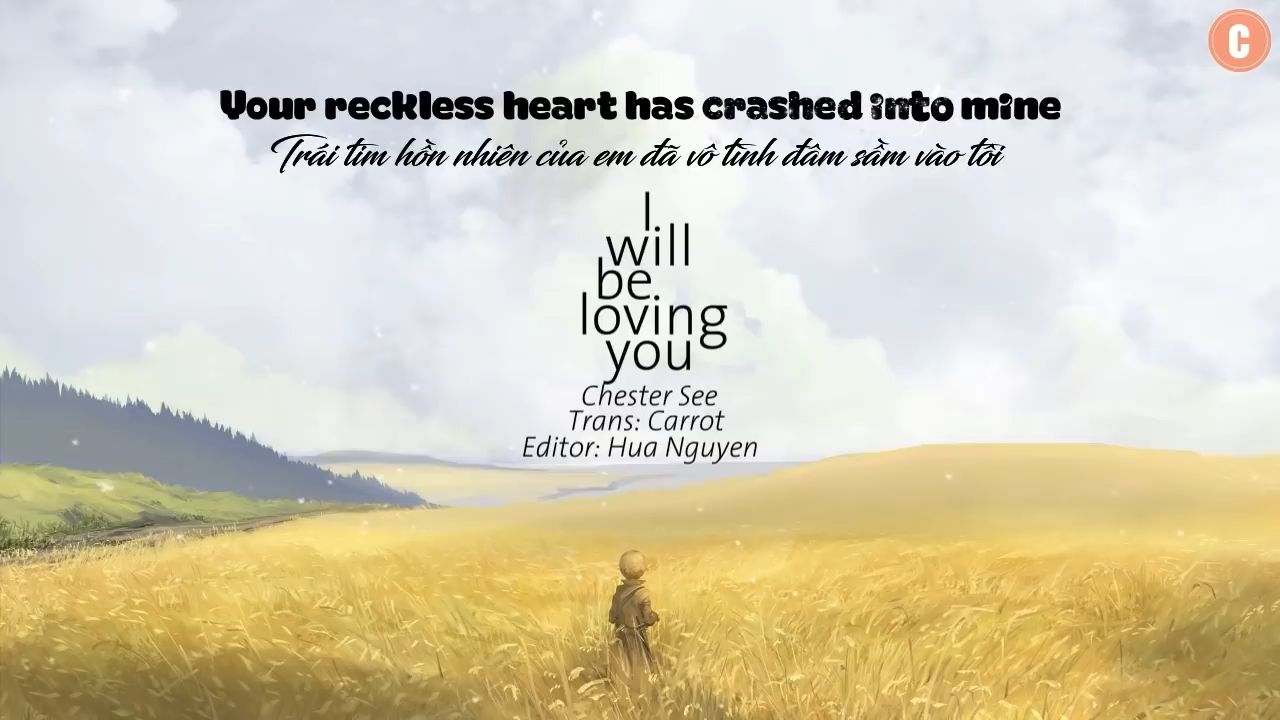 C
Your reckless heart has crashed into mine
Trái tim hồn nhiên của em đã vô tình đâm sầm vào tôi
I
will
be
loving
you
Chester See
Trans: Carrot
Editor: Hua Nguyen